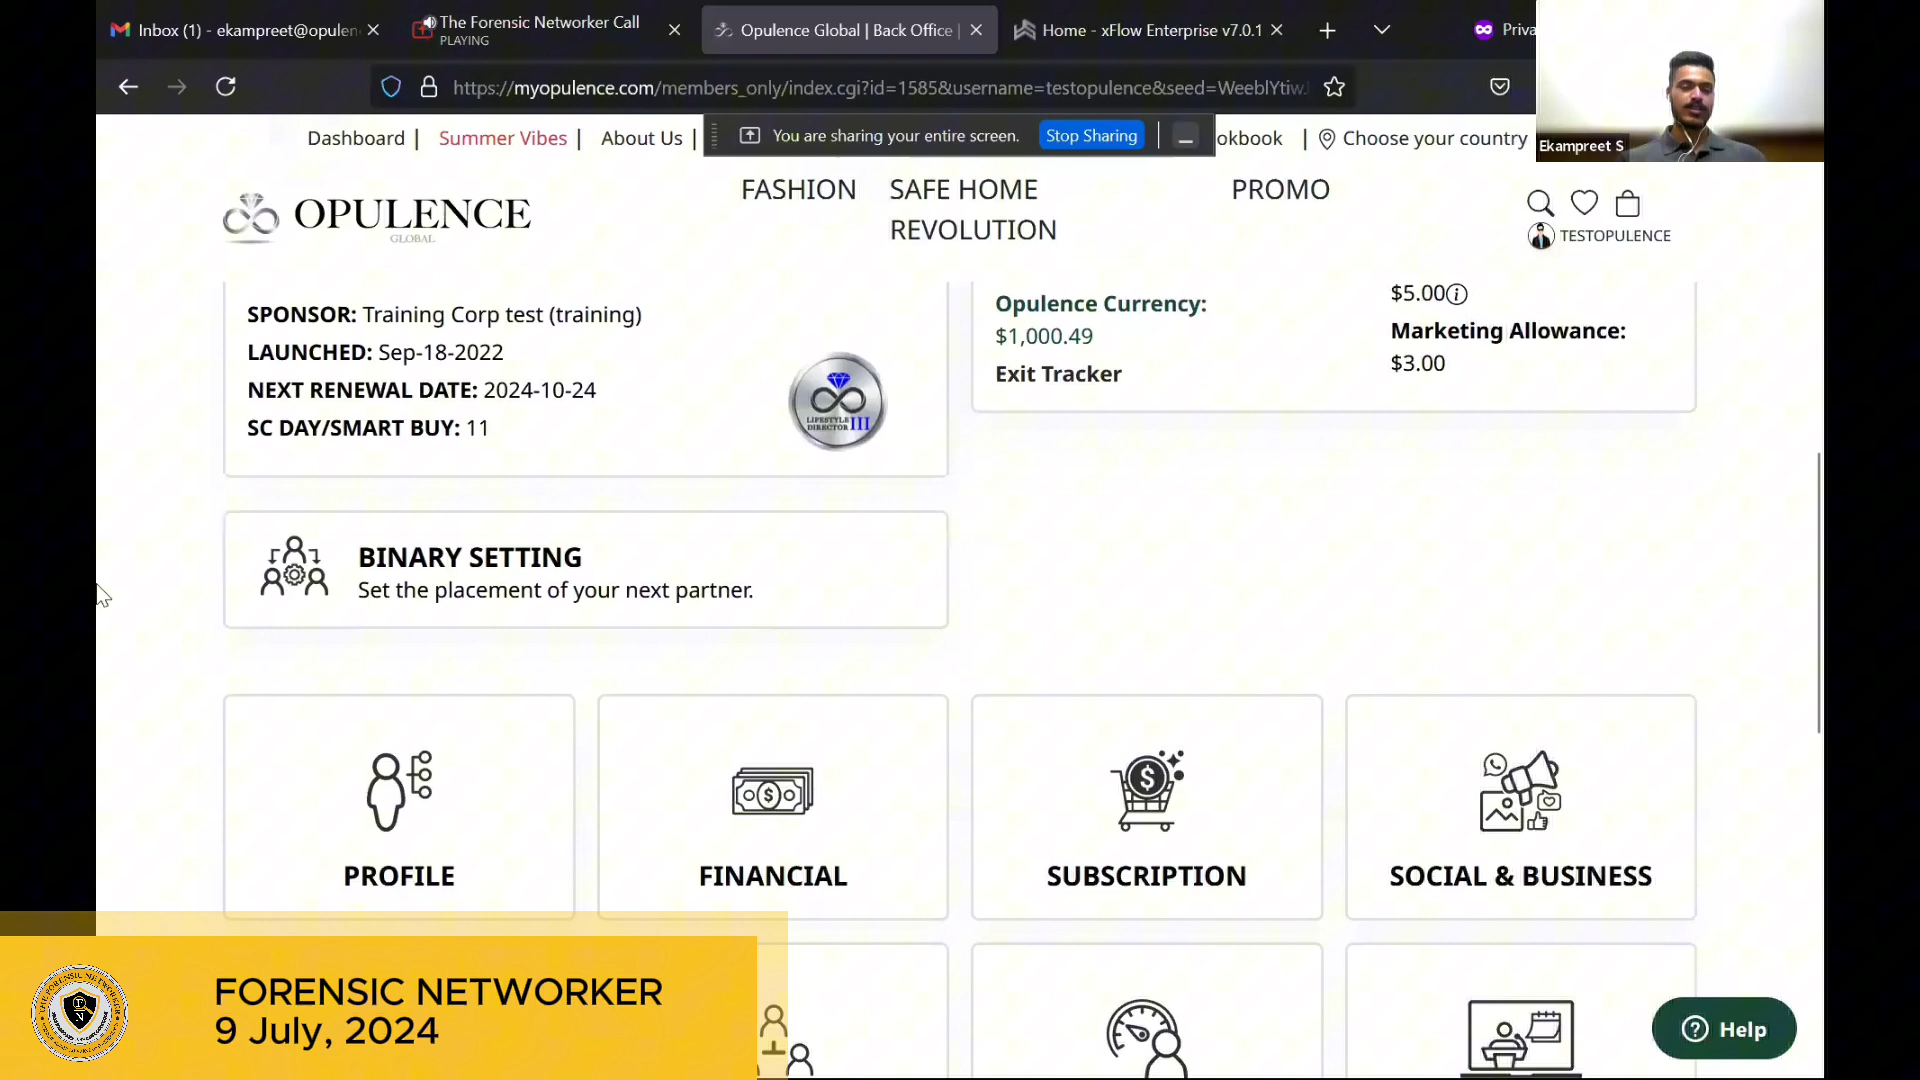 Inbox (1) - ekampreet@opulen
The Forensic Networker Call
PLAYING
Opulence Global | Back Office |
Home - xFlow Enterprise v7.0.1
Priva
https://myopulence.com/members_only/index.cgi?id=1585&username=testopulence&seed=WeeblYtiw.
Dashboard |
Summer Vibes |
About Us |
You are sharing your entire screen.
Stop Sharing
okbook |
Choose your country
Ekampreet S
OPULENCE
GLOBAL
FASHION
SAFE HOME
REVOLUTION
PROMO
TESTOPULENCE
SPONSOR: Training Corp test (training)
LAUNCHED: Sep-18-2022
NEXT RENEWAL DATE: 2024-10-24
SC DAY/SMART BUY: 11
LIFESTYLE
DIRECTOR III
Opulence Currency:
$1,000.49
Exit Tracker
$5.00
Marketing Allowance:
$3.00
BINARY SETTING
Set the placement of your next partner.
PROFILE
FINANCIAL
SUBSCRIPTION
SOCIAL & BUSINESS
FORENSIC NETWORKER
9 July, 2024
Help